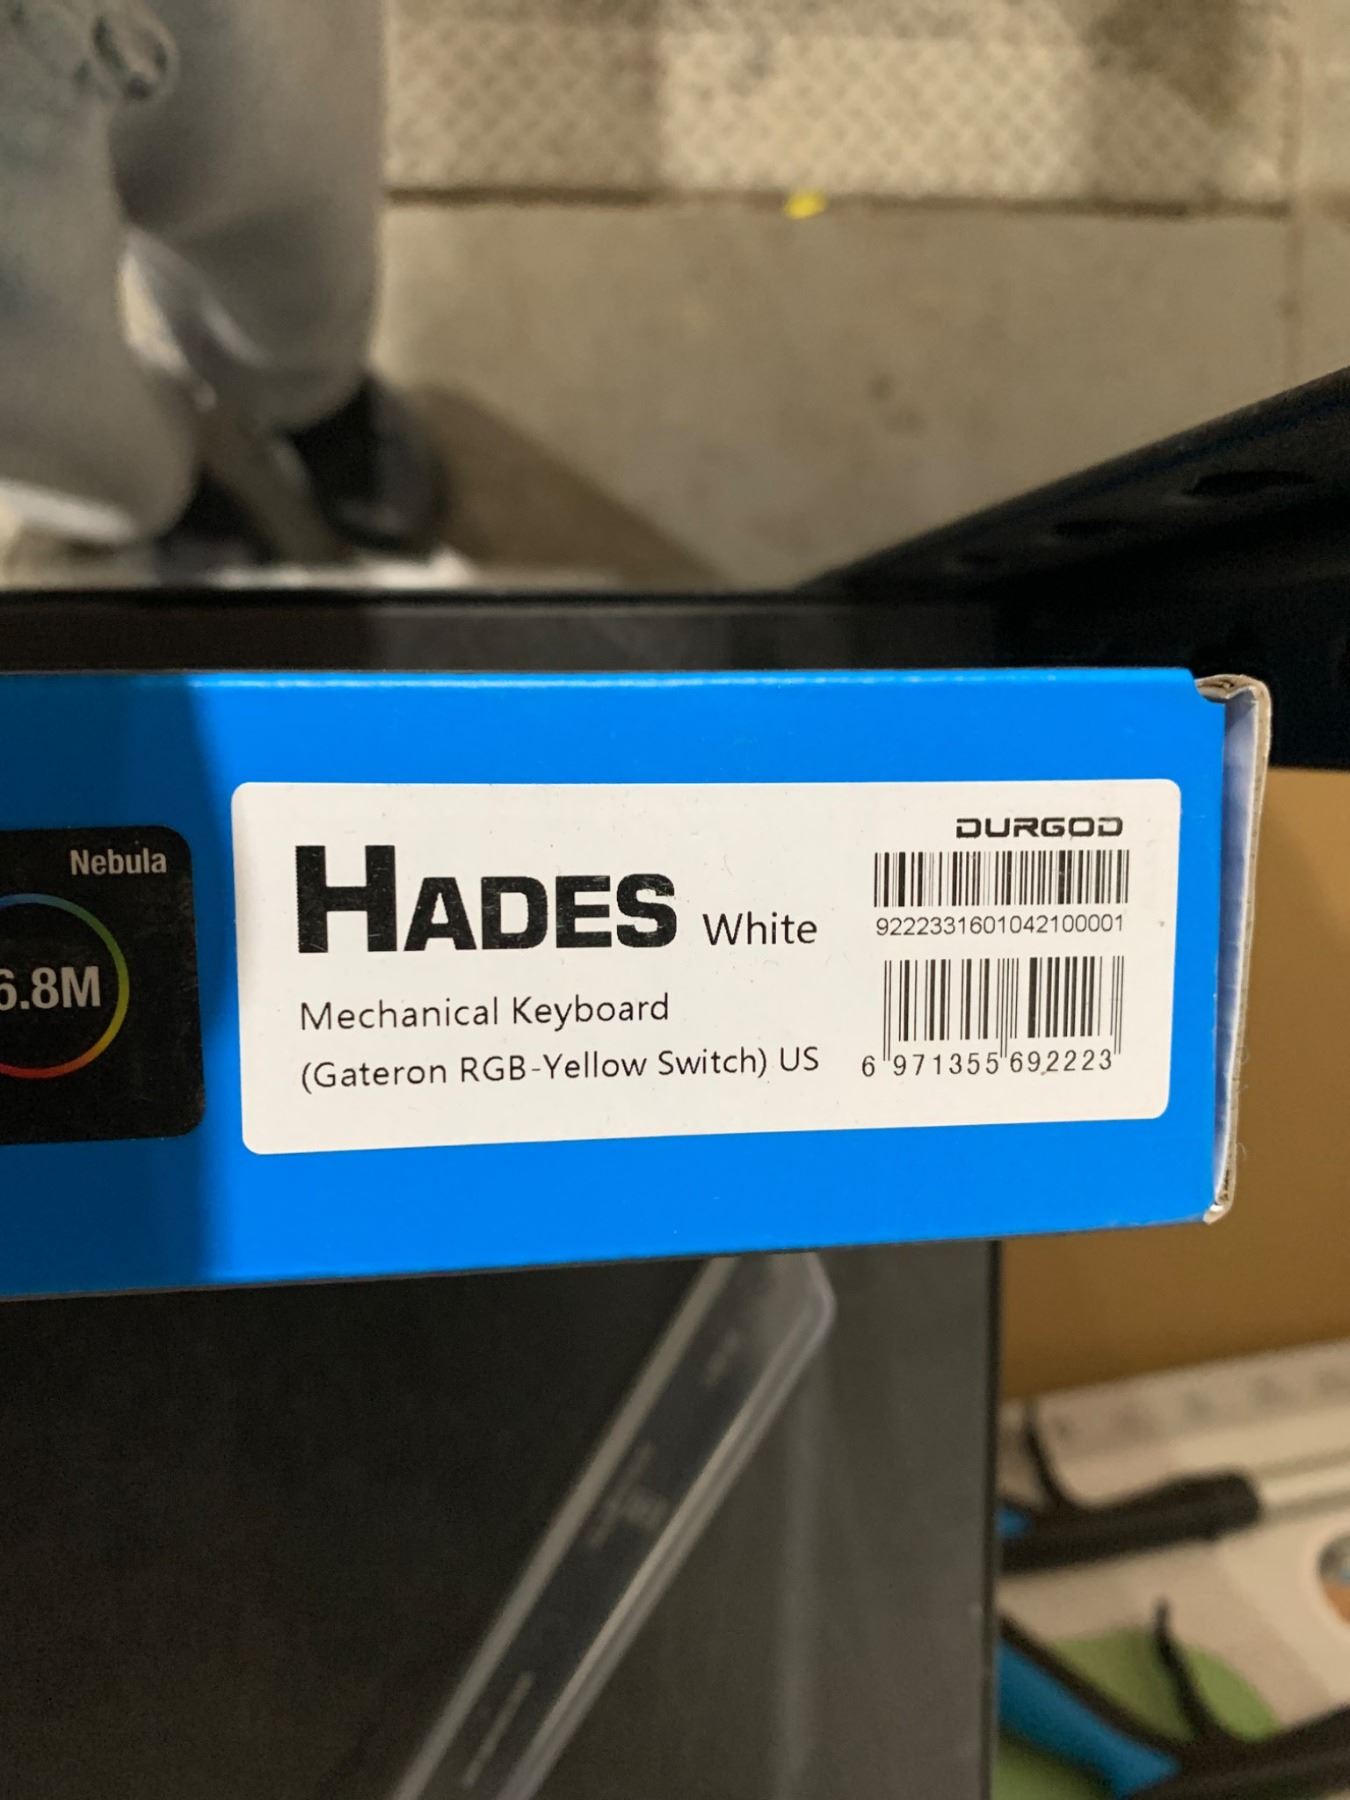 Nebula
6.8M
HADES White
Mechanical Keyboard
(Gateron RGB-Yellow Switch) US
DURGOD
9222331601042100001
6 971355 692223